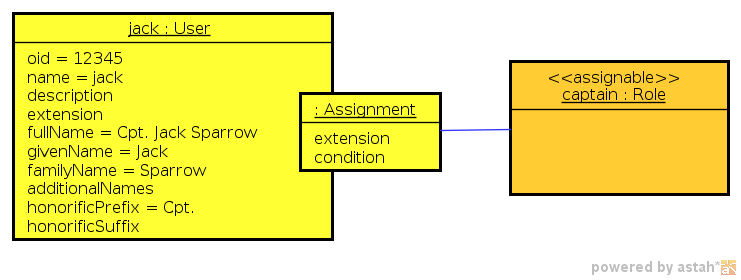 jack : User
oid = 12345
name = jack
description
extension
fullName = Cpt. Jack Sparrow
givenName = Jack
familyName = Sparrow
additionalNames
honorificPrefix = Cpt.
honorificSuffix
: Assignment
extension
condition
<<assignable>>
captain : Role
powered by astah*